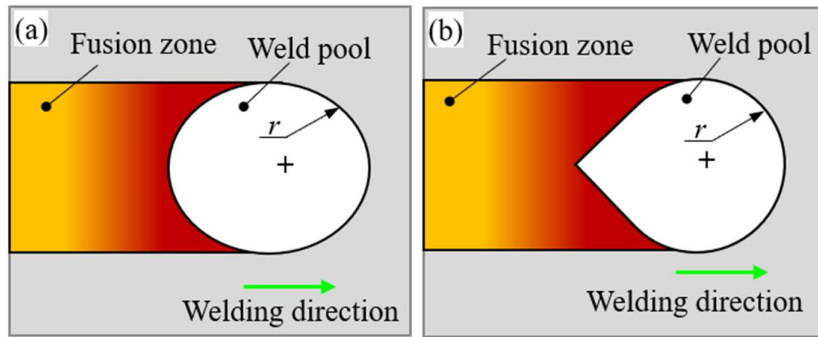 (a)
Fusion zone
Weld pool
r
+
Welding direction
(b)
Fusion zone
Weld pool
r
+
Welding direction